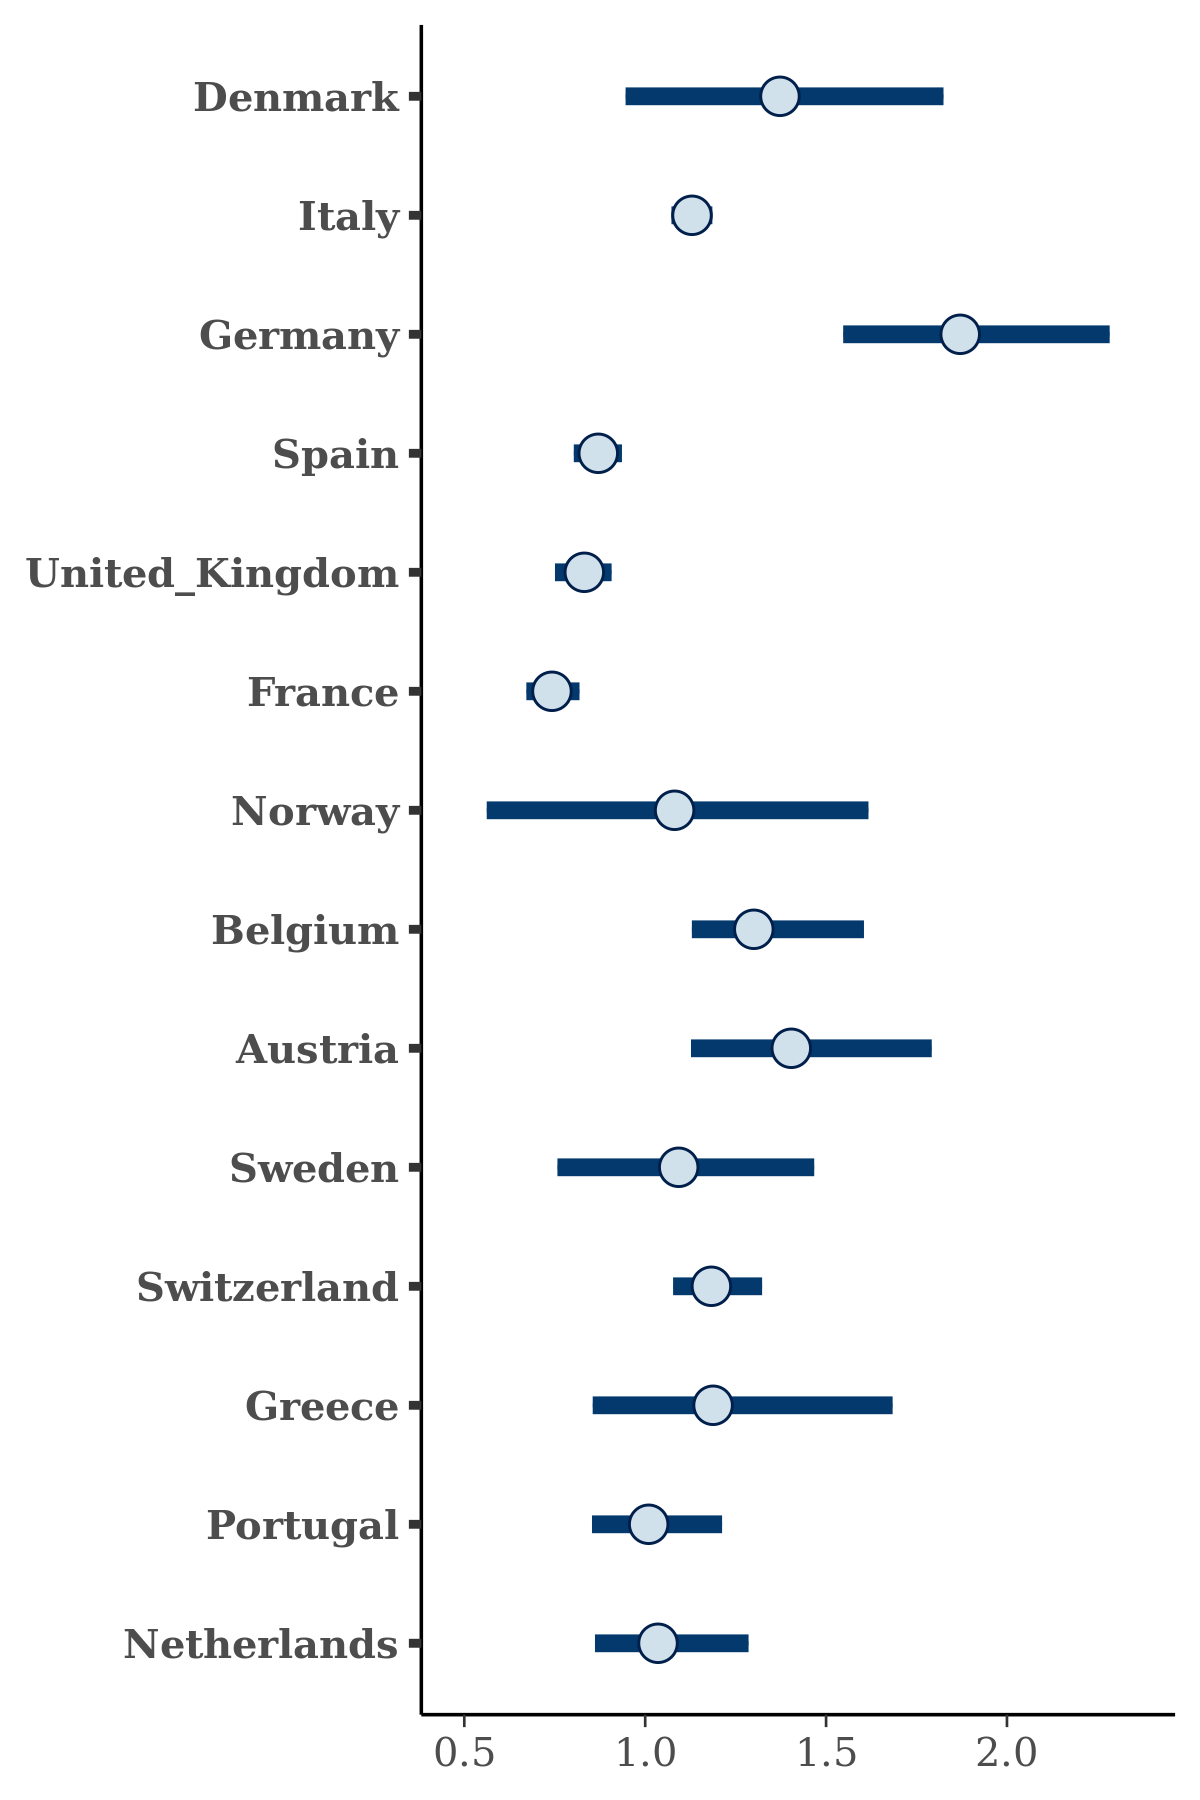 Denmark
Italy
Germany
Spain
United_Kingdom
France
Norway
Belgium
Austria
Sweden
Switzerland
Greece
Portugal
Netherlands
0.5 1.0 1.5 2.0